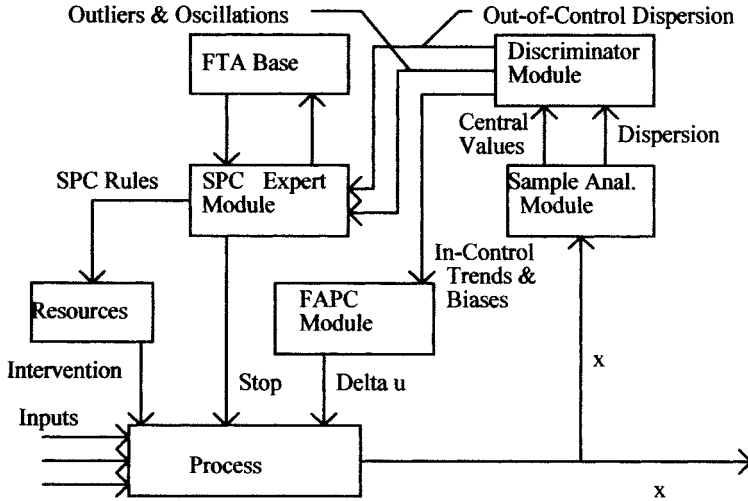 Outliers & Oscillations
Out-of-Control Dispersion
FTA Base
Discriminator
Module
Central
Values
Dispersion
SPC Rules
SPC Expert
Module
Sample Anal.
Module
In-Control
Trends &
Biases
Resources
FAPC
Module
Intervention
Stop
Delta u
x
Inputs
Process
x